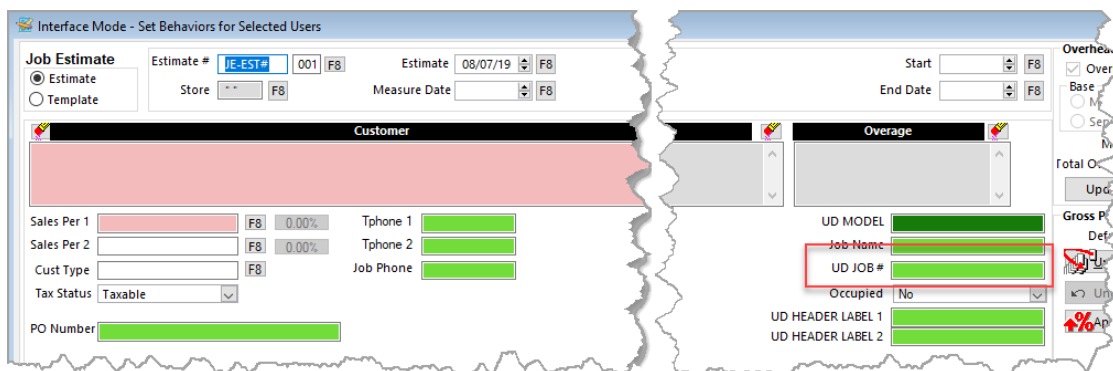 Interface Mode - Set Behaviors for Selected Users
Job Estimate
Estimate
Template
Estimate # JE-EST# 001 F8
Store " " F8
Estimate 08/07/19 F8
Measure Date F8
Start F8
End Date F8
Base
Customer
Overage
Sales Per 1 F8 0.00%
Sales Per 2 F8 0.00%
Cust Type F8
Tax Status Taxable
PO Number
Tphone 1
Tphone 2
Job Phone
UD MODEL
Job Name
UD JOB #
Occupied No
UD HEADER LABEL 1
UD HEADER LABEL 2
Total
Gross